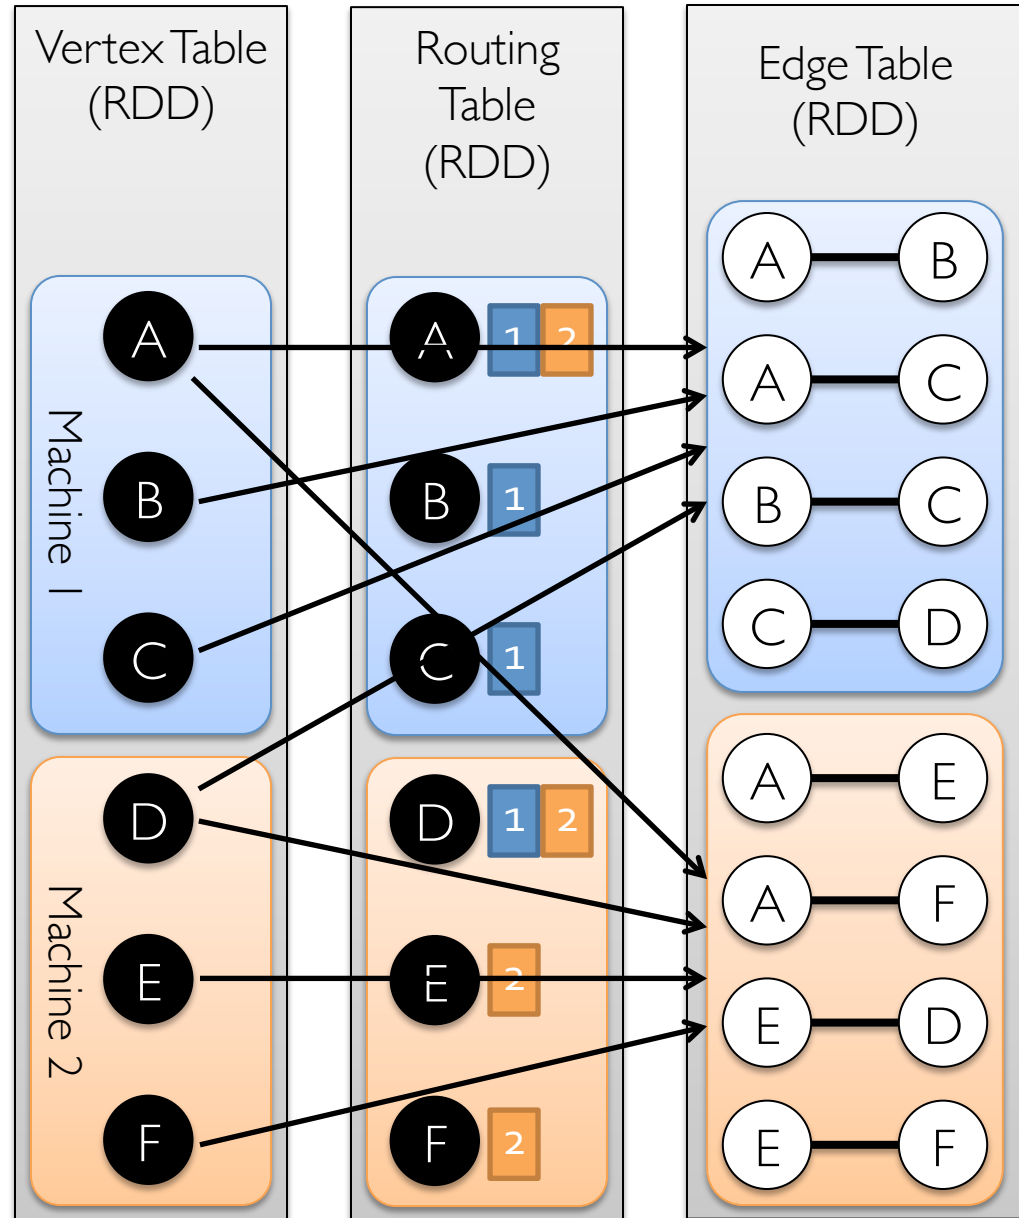 Vertex Table
(RDD)
Machine 1
A
B
C
Machine 2
D
E
F
Routing
Table
(RDD)
A 1 2
B 1
C 1
D 1 2
E 2
F 2
Edge Table
(RDD)
A B
A C
B C
C D
A E
A F
E D
E F